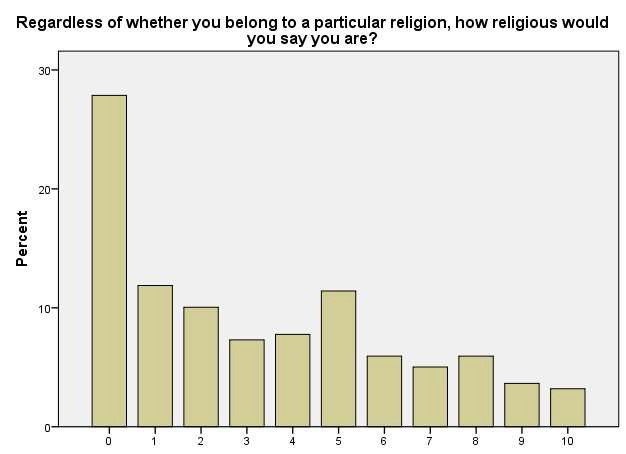 Regardless of whether you belong to a particular religion, how religious would
you say you are?
30
20
10
0
Percent
0 1 2 3 4 5 6 7 8 9 10